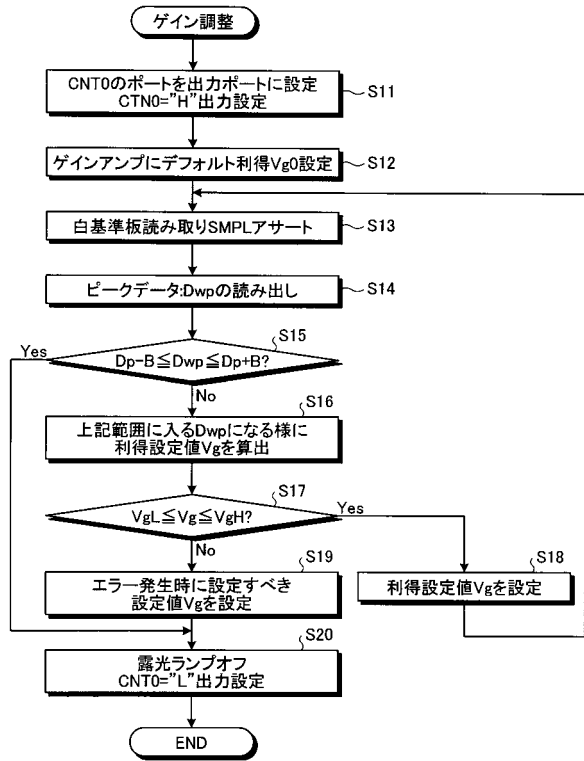 ゲイン調整
CNT0のポートを出力ポートに設定
CTN0="H"出力設定
S11
ゲインアンプにデフォルト利得Vg0設定
S12
白基準板読み取りSMPLアサート
S13
ピークデータ:Dwpの読み出し
S14
S15
Yes
Dp−B≦Dwp≦Dp+B?
No
S16
上記範囲に入るDwpになる様に
利得設定値Vgを算出
S17
VgL≦Vg≦VgH?
Yes
No
S19
エラー発生時に設定すべき
設定値Vgを設定
S18
利得設定値Vgを設定
S20
露光ランプオフ
CNT0="L"出力設定
END